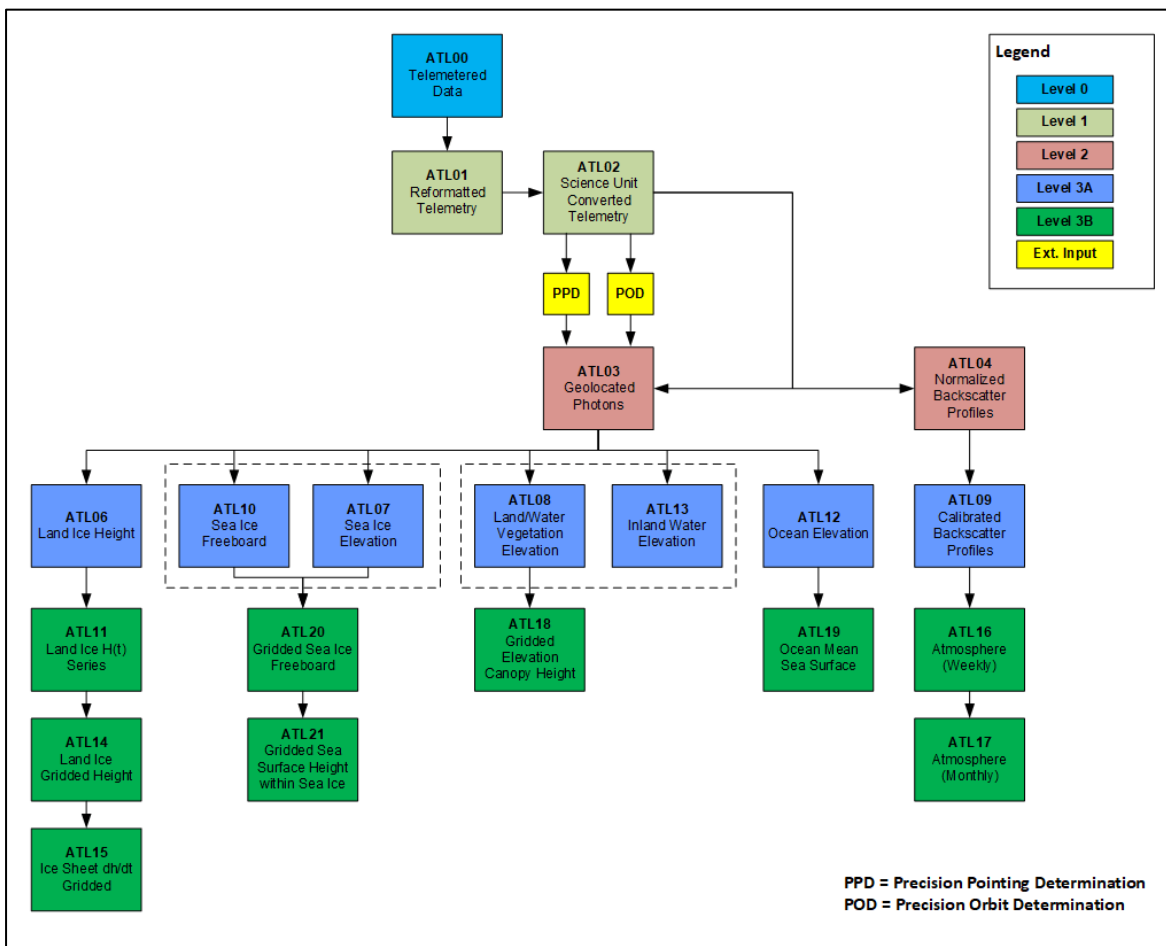 ATL00
Telemetered
Data
Legend
Level 0
Level 1
Level 2
Level 3A
Level 3B
Ext. Input
ATL01
Reformatted
Telemetry
ATL02
Science Unit
Converted
Telemetry
PPD
POD
ATL03
Geolocated
Photons
ATL04
Normalized
Backscatter
Profiles
ATL06
Land Ice Height
ATL10
Sea Ice
Freeboard
ATL07
Sea Ice
Elevation
ATL08
Land/Water
Vegetation
Elevation
ATL13
Inland Water
Elevation
ATL12
Ocean Elevation
ATL09
Calibrated
Backscatter
Profiles
ATL11
Land Ice H(t)
Series
ATL20
Gridded Sea Ice
Freeboard
ATL18
Gridded
Elevation
Canopy Height
ATL19
Ocean Mean
Sea Surface
ATL16
Atmosphere
(Weekly)
ATL14
Land Ice
Gridded Height
ATL21
Gridded Sea
Surface Height
within Sea Ice
ATL17
Atmosphere
(Monthly)
ATL15
Ice Sheet dh/dt
Gridded
PPD = Precision Pointing Determination
POD = Precision Orbit Determination